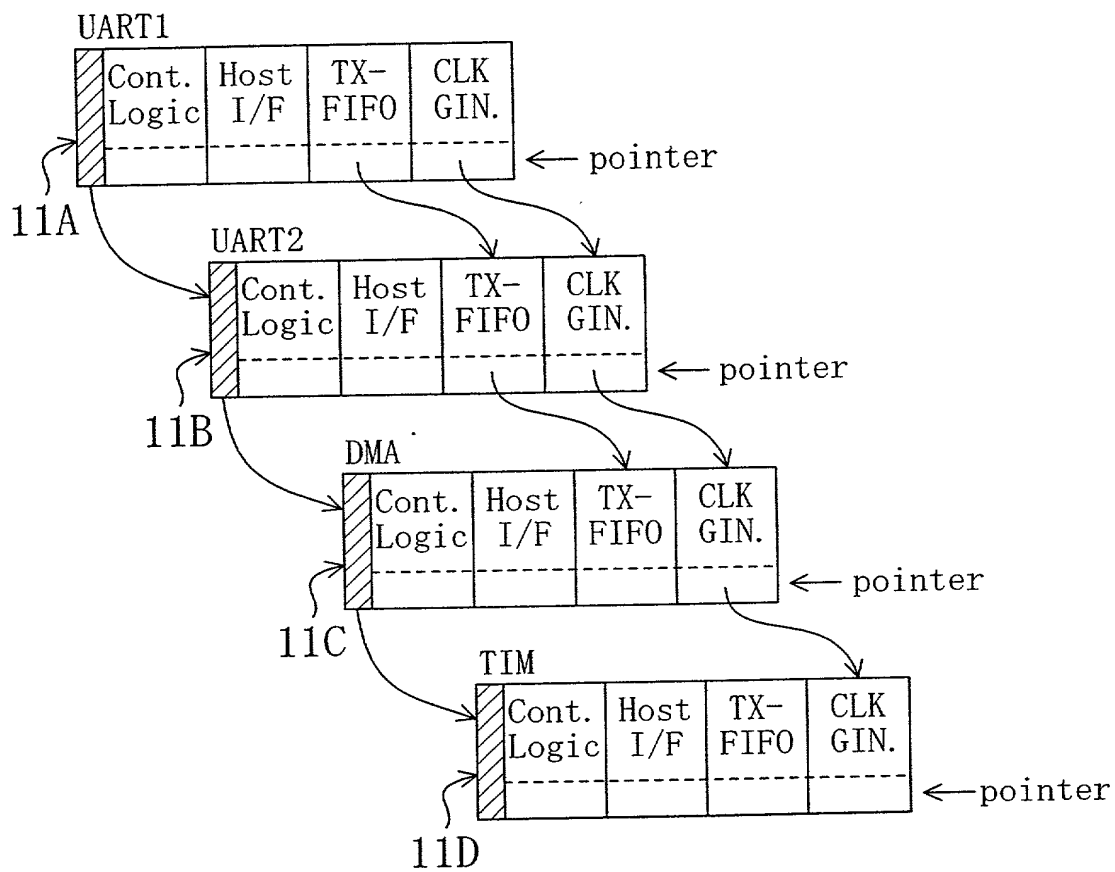 UART1
Cont. Host TX- CLK
Logic I/F FIFO GIN.
pointer
11A
UART2
Cont. Host TX- CLK
Logic I/F FIFO GIN.
pointer
11B
DMA
Cont. Host TX- CLK
Logic I/F FIFO GIN.
pointer
11C
TIM
Cont. Host TX- CLK
Logic I/F FIFO GIN.
pointer
11D